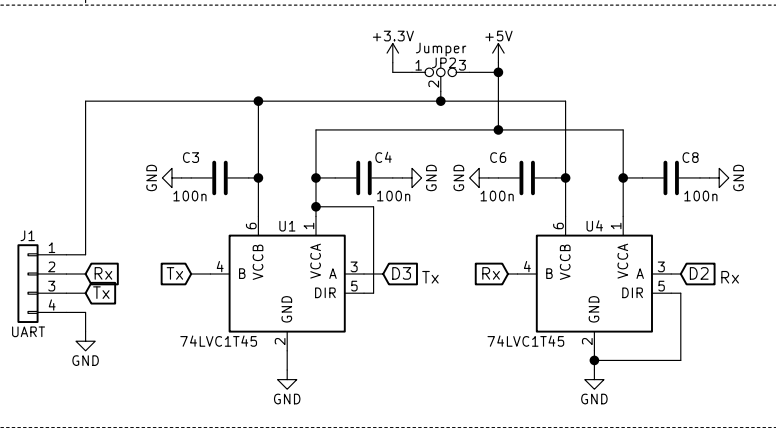 +3.3V
+5V
Jumper
JP2
1
3
2
C3
100n
GND
C4
100n
GND
C6
100n
GND
C8
100n
GND
J1
1
2
3
4
Rx
Tx
UART
GND
U1
6
1
VCCB
VCCA
Tx
4
B
A
3
D3
Tx
DIR
5
GND
2
74LVC1T45
GND
U4
6
1
VCCB
VCCA
Rx
4
B
A
3
D2
Rx
DIR
5
GND
2
74LVC1T45
GND